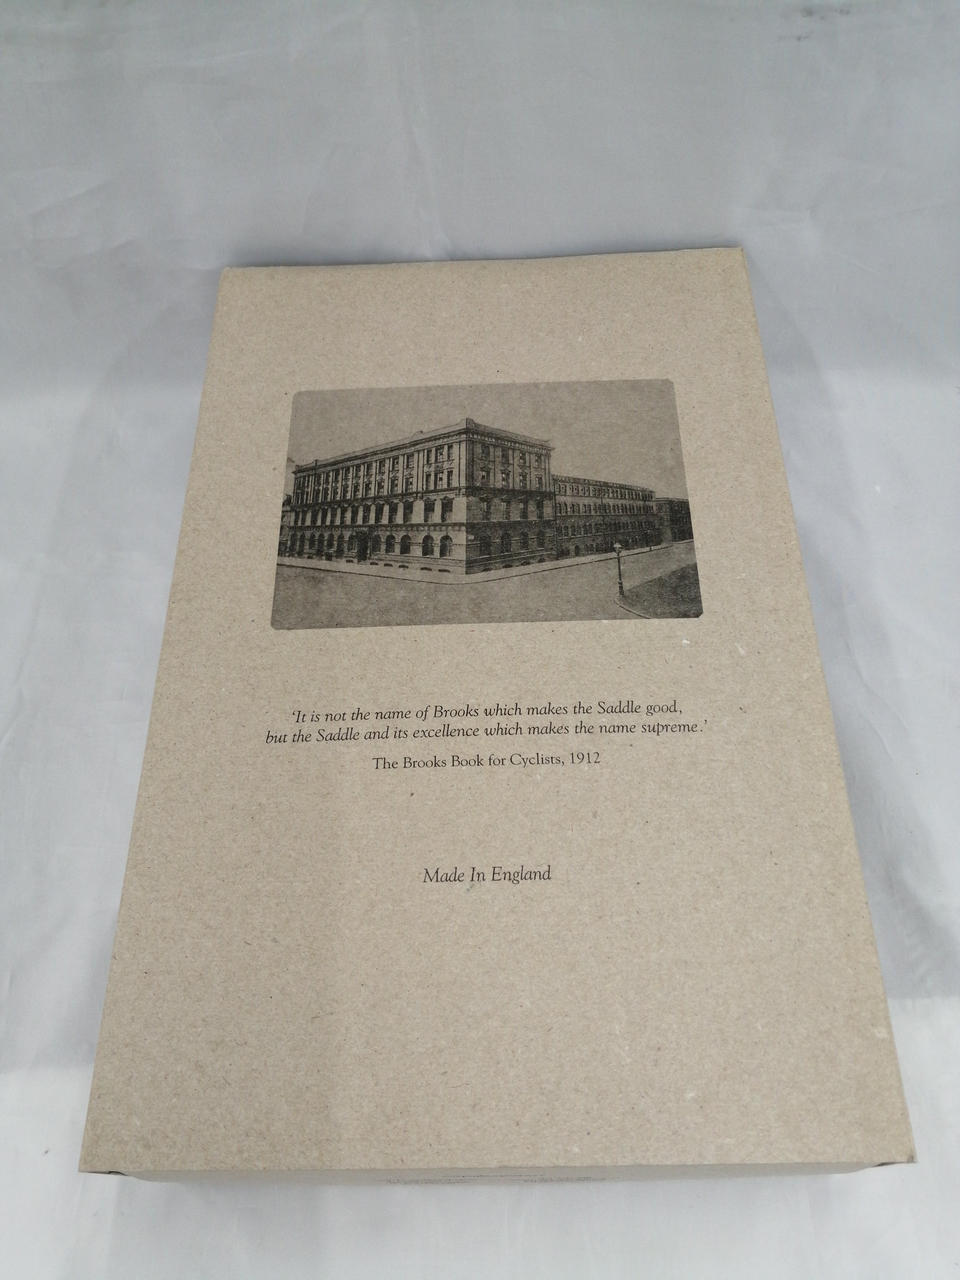 ‘It is not the name of Brooks which makes the Saddle good,
but the Saddle and its excellence which makes the name supreme.’
The Brooks Book for Cyclists, 1912
Made In England